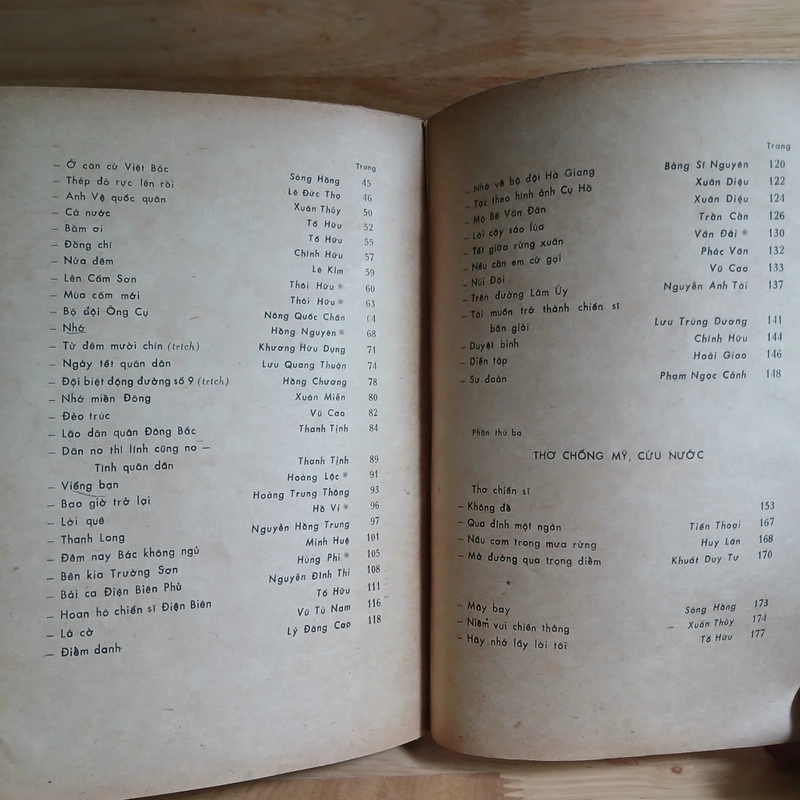 Trang
– Ở căn cứ Việt Bắc Sóng Hồng 45
– Thép đỏ rực lên rồi Lê Đức Thọ 46
– Anh Vệ quốc quân Xuân Thủy 50
– Cá nước Tố Hữu 52
– Bầm ơi Tố Hữu 55
– Đồng chí Chính Hữu 57
– Nửa đêm Lê Kim 59
– Lên Cấm Sơn Thôi Hữu * 60
– Mùa cốm mới Thôi Hữu * 63
– Bộ đội Ông Cụ Nông Quốc Chấn 64
– Nhớ Hồng Nguyên * 68
– Từ đêm mười chín (trích) Khương Hữu Dụng 71
– Ngày tết quân dân Lưu Quang Thuận 74
– Đội biệt động đường số 9 (trích) Hồng Chương 78
– Nhớ miền Đông Xuân Miễn 80
– Đèo trúc Vũ Cao 82
– Lão dân quân Đông Bắc Thanh Tịnh 84
– Dân no thì lính cũng no –
Tình quân dân Thanh Tịnh 89
– Viếng bạn Hoàng Lộc * 91
– Bao giờ trở lại Hoàng Trung Thông 93
– Lời quê Hồ Vi * 96
– Thanh Long Nguyễn Hồng Trung 97
– Đêm nay Bác không ngủ Minh Huệ 101
– Bên kia Trường Sơn Hùng Phi * 105
– Bài ca Điện Biên Phủ Nguyễn Đình Thi 108
– Hoan hô chiến sĩ Điện Biên Tố Hữu 111
– Lá cờ Vũ Tú Nam 116
– Điểm danh Lý Đăng Cao 118
Trang
– Nhớ về bộ đội Hà Giang Bàng Sĩ Nguyên 120
– Tạc theo hình ảnh Cụ Hồ Xuân Diệu 122
– Mộ Bế Văn Đàn Xuân Diệu 124
– Lời cây sáo lúa Trần Cẩn 126
– Tết giữa rừng xuân Vân Đài * 130
– Nếu cần em cứ gọi Phác Văn 132
– Núi Đôi Vũ Cao 133
– Trên đường Lâm Úy Nguyễn Anh Tài 137
– Tôi muốn trở thành chiến sĩ
bắn giỏi Lưu Trùng Dương 141
– Duyệt binh Chính Hữu 144
– Diễn tập Hoài Giao 146
– Sư đoàn Phạm Ngọc Cảnh 148
Phần thứ ba
THƠ CHỐNG MỸ, CỨU NƯỚC
Thơ chiến sĩ
– Không đề 153
– Qua đỉnh một ngàn Tiến Thoại 167
– Nấu cơm trong mưa rừng Huy Lân 168
– Mở đường qua trọng điểm Khuất Duy Tư 170
– Mây bay Sóng Hồng 173
– Niềm vui chiến thắng – Xuân Thủy 174
– Hãy nhớ lấy lời tôi Tố Hữu 177